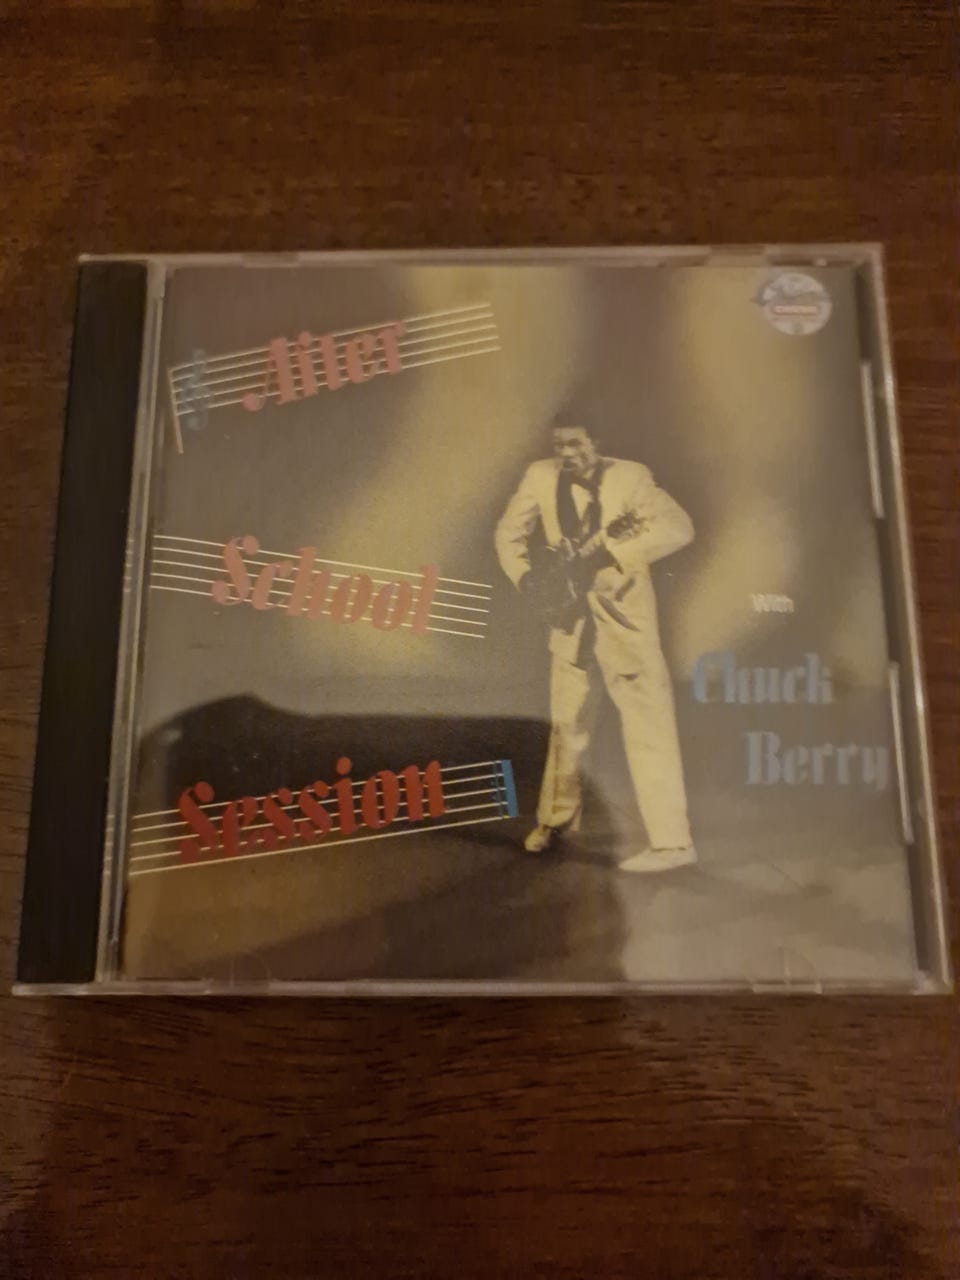 After
School
Session
With
Chuck
Berry